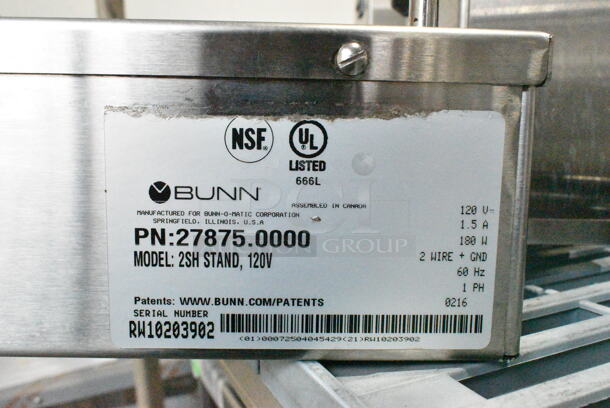 NSF®
UL
LISTED
666L
BUNN®
ASSEMBLED IN CANADA
MANUFACTURED FOR BUNN-O-MATIC CORPORATION
SPRINGFIELD, ILLINOIS, U.S.A
120 V~
PN:27875.0000
1.5 A
180 W
GROUP
MODEL: 2SH STAND, 120V
2 WIRE + GND
60 Hz
1 PH
Patents: WWW.BUNN.COM/PATENTS
0216
SERIAL NUMBER
RW10203902
(01)00072504045429(21)RW10203902